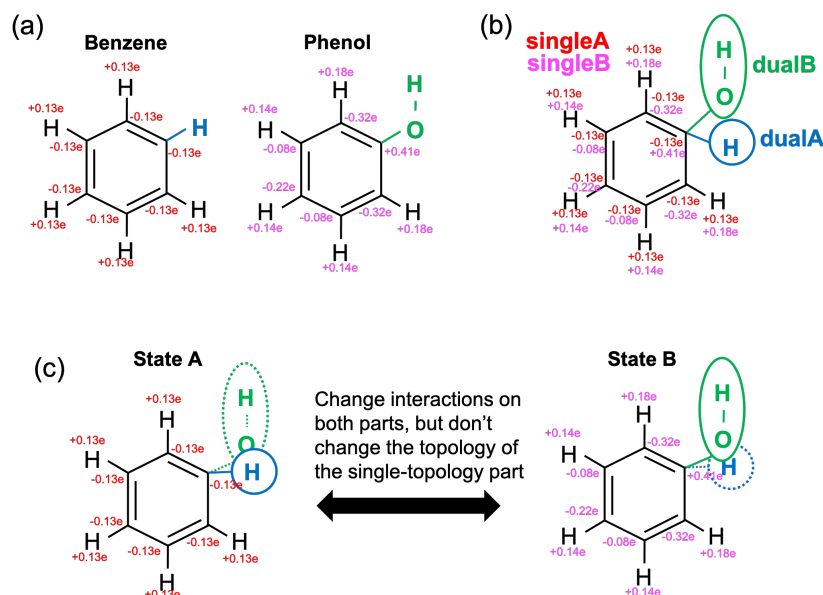 (a)
Benzene
Phenol
+0.13e
H
+0.13e
H
-0.13e
H
-0.13e
-0.13e
-0.13e
-0.13e
-0.13e
H
+0.13e
H
+0.13e
H
+0.13e
H
O
+0.18e
H
+0.14e
H
-0.32e
-0.08e
+0.41e
-0.22e
-0.08e
-0.32e
H
+0.14e
H
+0.18e
H
+0.14e
(b)
singleA
singleB
+0.13e
+0.18e
H
H
O
dualB
+0.13e
+0.14e
H
-0.13e
-0.32e
-0.13e
-0.08e
-0.13e
+0.41e
H
dualA
-0.13e
-0.22e
-0.13e
-0.08e
-0.13e
-0.32e
H
+0.13e
+0.14e
H
+0.13e
+0.18e
H
+0.13e
+0.14e
(c)
State A
+0.13e
H
H
O
+0.13e
H
-0.13e
-0.13e
-0.13e
H
-0.13e
-0.13e
-0.13e
H
+0.13e
H
+0.13e
H
+0.13e
Change interactions on
both parts, but don't
change the topology of
the single-topology part
State B
+0.18e
H
H
O
+0.14e
H
-0.32e
-0.08e
+0.41e
H
-0.22e
-0.08e
-0.32e
H
+0.14e
H
+0.18e
H
+0.14e